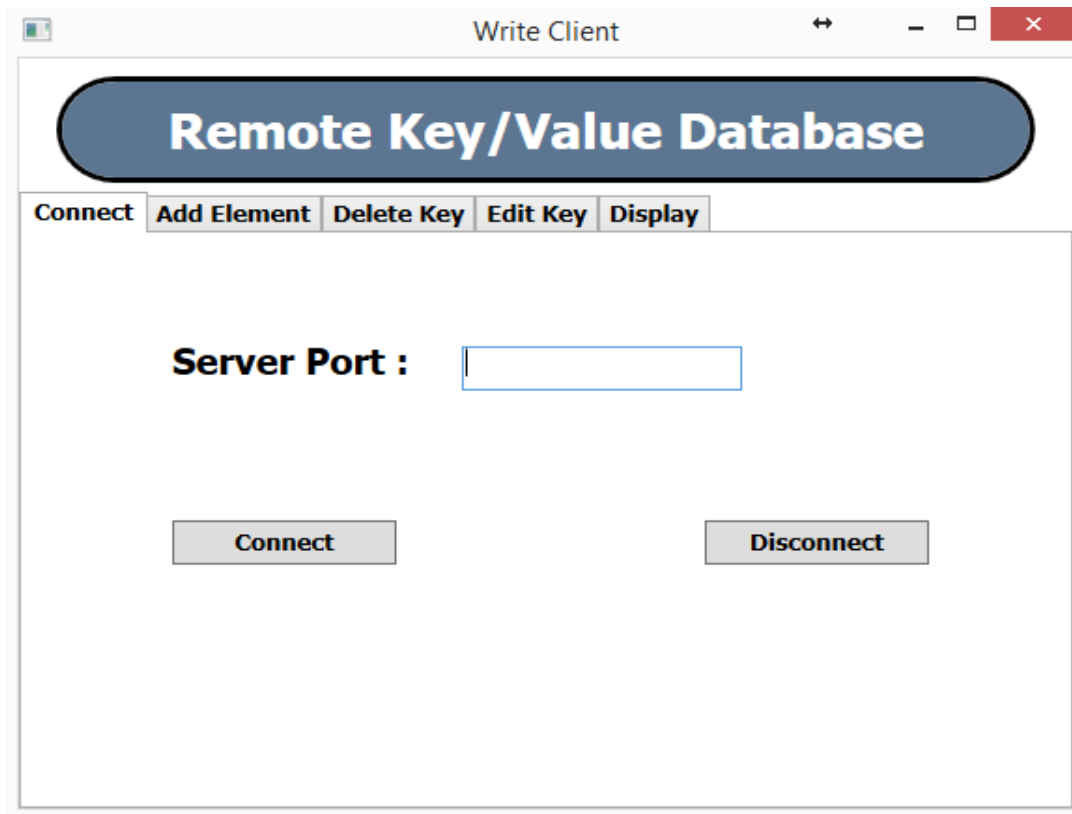 Write Client
Remote Key/Value Database
Connect Add Element Delete Key Edit Key Display
Server Port :
Connect Disconnect